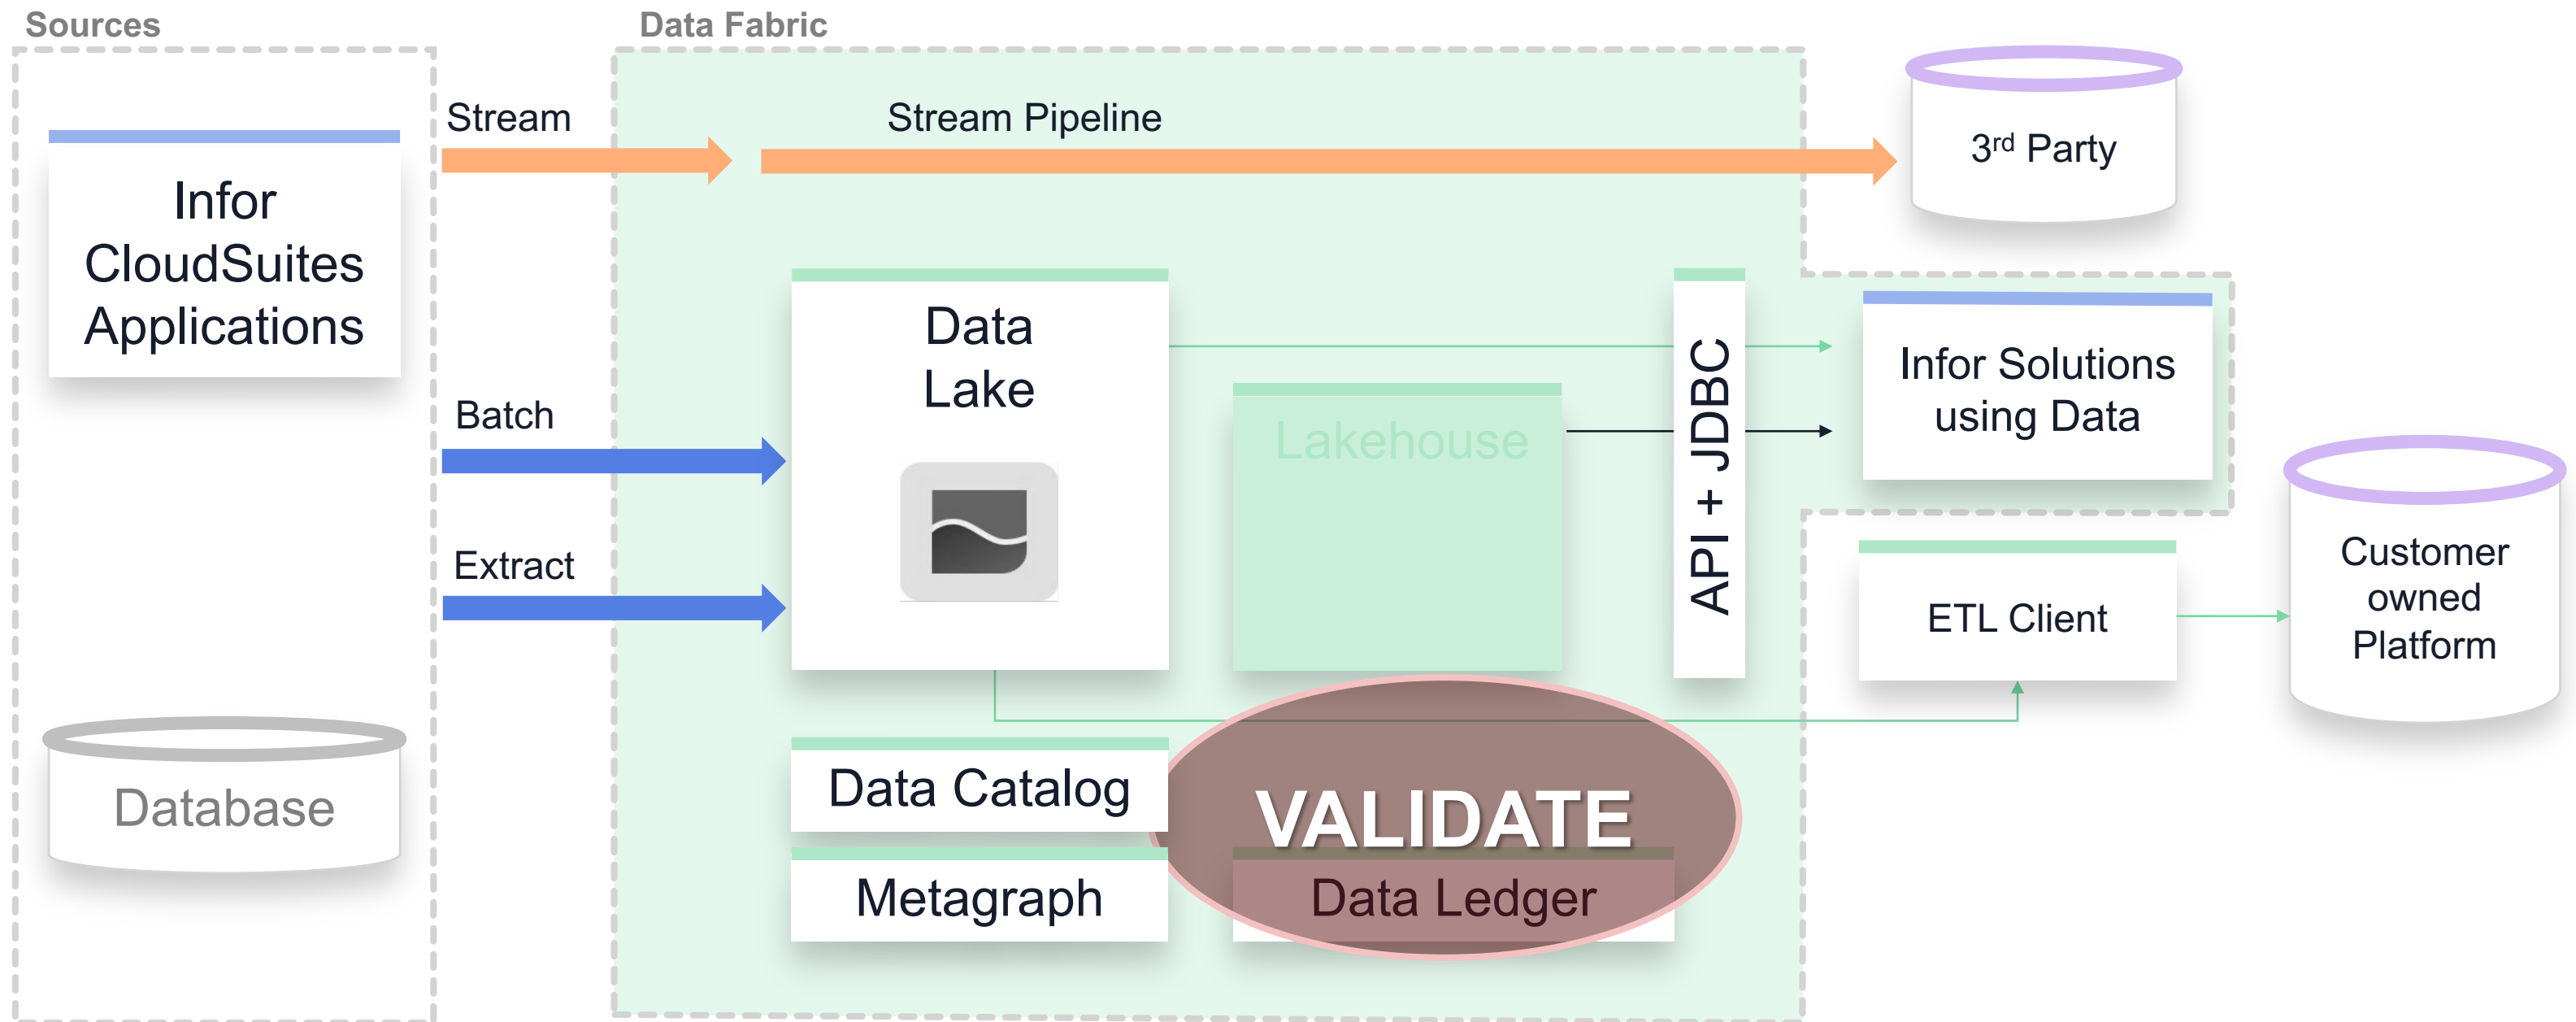 Sources
Data Fabric
Stream
Stream Pipeline
3rd Party
Infor
CloudSuites
Applications
Data
Lake
Lakehouse
API + JDBC
Infor Solutions
using Data
Batch
Extract
ETL Client
Customer
owned
Platform
Database
Data Catalog
VALIDATE
Metagraph
Data Ledger